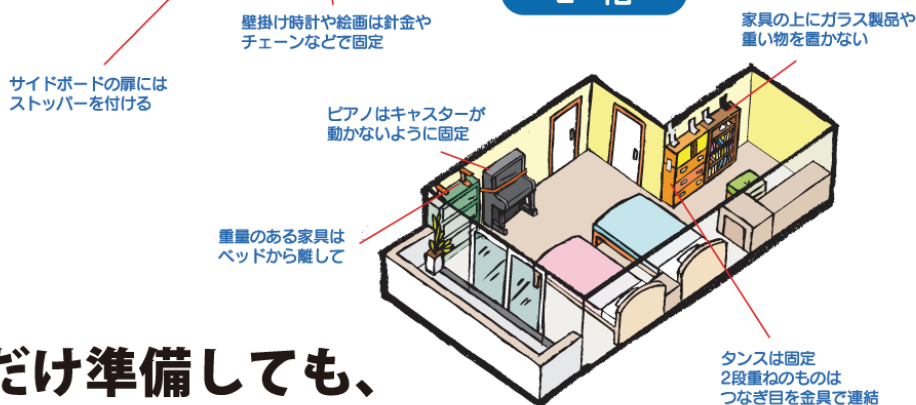 壁掛け時計や絵画は針金や
チェーンなどで固定
家具の上にガラス製品や
重い物を置かない
サイドボードの扉には
ストッパーを付ける
ピアノはキャスターが
動かないように固定
重量のある家具は
ベッドから離して
タンスは固定
2段重ねのものは
つなぎ目を金具で連結
だけ準備しても、